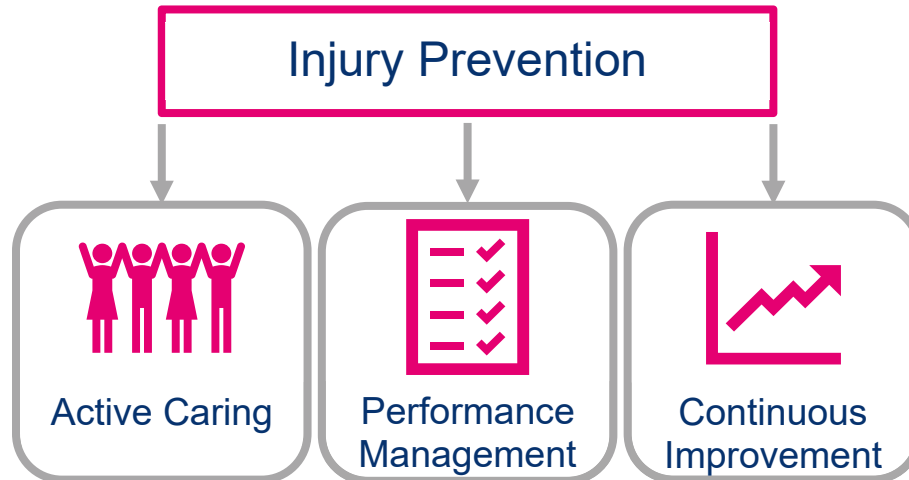 Injury Prevention
Active Caring
Performance
Management
Continuous
Improvement